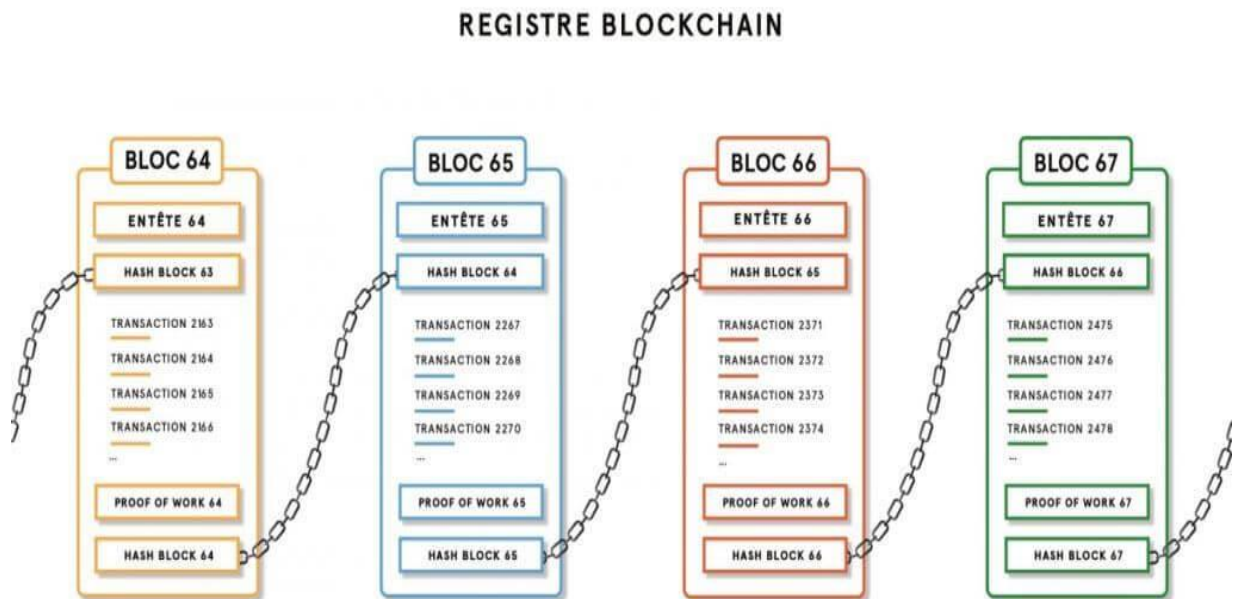 REGISTRE BLOCKCHAIN
BLOC 64
ENTÊTE 64
HASH BLOCK 63
TRANSACTION 2163
TRANSACTION 2164
TRANSACTION 2165
TRANSACTION 2166
...
PROOF OF WORK 64
HASH BLOCK 64
BLOC 65
ENTÊTE 65
HASH BLOCK 64
TRANSACTION 2267
TRANSACTION 2268
TRANSACTION 2269
TRANSACTION 2270
...
PROOF OF WORK 65
HASH BLOCK 65
BLOC 66
ENTÊTE 66
HASH BLOCK 65
TRANSACTION 2371
TRANSACTION 2372
TRANSACTION 2373
TRANSACTION 2374
...
PROOF OF WORK 66
HASH BLOCK 66
BLOC 67
ENTÊTE 67
HASH BLOCK 66
TRANSACTION 2475
TRANSACTION 2476
TRANSACTION 2477
TRANSACTION 2478
...
PROOF OF WORK 67
HASH BLOCK 67